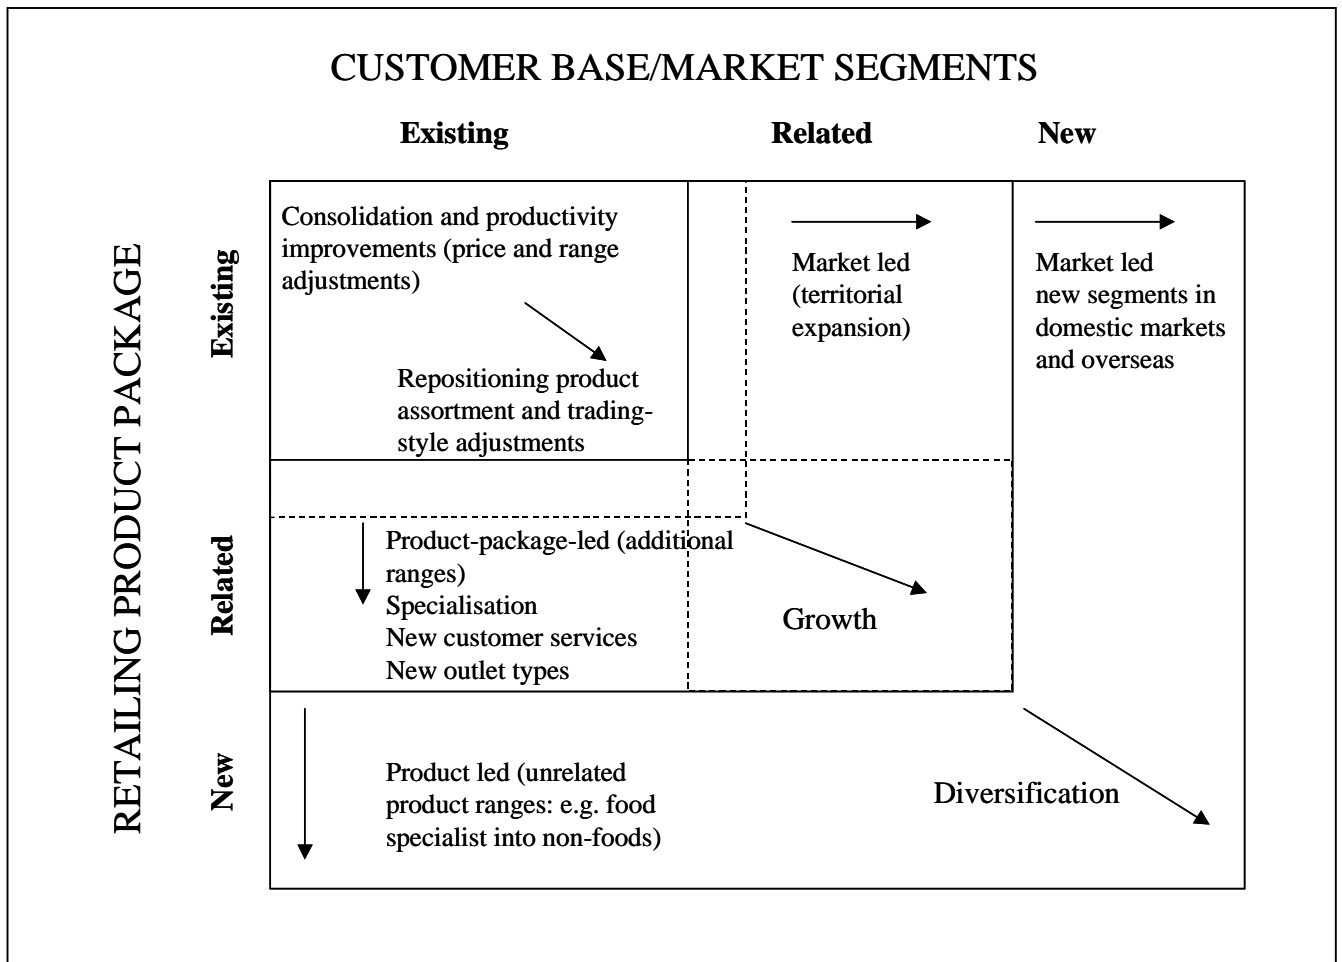 CUSTOMER BASE/MARKET SEGMENTS
Existing
Related
New
RETAILING PRODUCT PACKAGE
Existing
Consolidation and productivity
improvements (price and range
adjustments)
Repositioning product
assortment and trading-
style adjustments
Market led
(territorial
expansion)
Market led
new segments in
domestic markets
and overseas
Related
Product-package-led (additional
ranges)
Specialisation
New customer services
New outlet types
Growth
New
Product led (unrelated
product ranges: e.g. food
specialist into non-foods)
Diversification